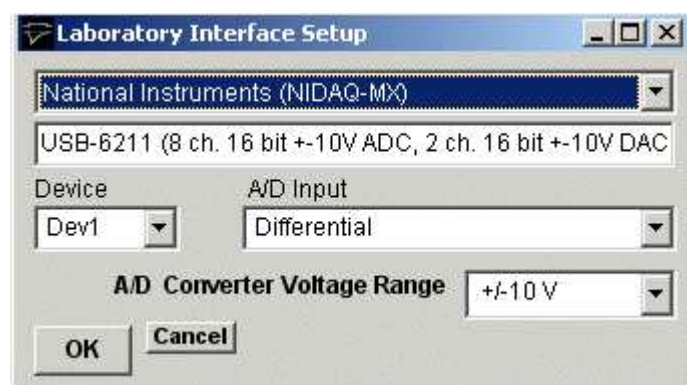 Laboratory Interface Setup
National Instruments (NIDAQ-MX)
USB-6211 (8 ch. 16 bit +-10V ADC, 2 ch. 16 bit +-10V DAC
Device A/D Input
Dev1 Differential
A/D Converter Voltage Range +/-10 V
OK Cancel